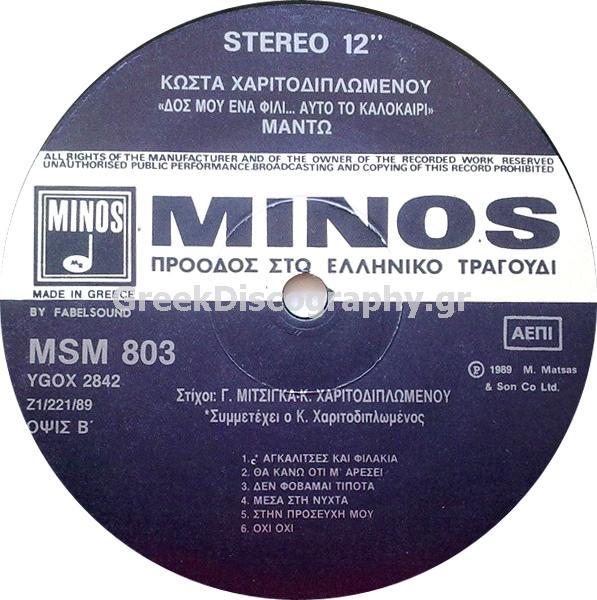 STEREO 12"
ΚΩΣΤΑ ΧΑΡΙΤΟΔΙΠΛΩΜΕΝΟΥ
«ΔΟΣ ΜΟΥ ΕΝΑ ΦΙΛΙ... ΑΥΤΟ ΤΟ ΚΑΛΟΚΑΙΡΙ»
ΜΑΝΤΩ
ALL RIGHTS OF THE MANUFACTURER AND OF THE OWNER OF THE RECORDED WORK RESERVED
UNAUTHORISED PUBLIC PERFORMANCE.BROADCASTING AND COPYING OF THIS RECORD PROHIBITED
MINOS
MINOS
ΠΡΟΟΔΟΣ ΣΤΟ ΕΛΛΗΝΙΚΟ ΤΡΑΓΟΥΔΙ
MADE IN GREECE
GreekDiscography.gr
BY FABELSOUND
MSM 803
YGOX 2842
Z1/221/89
ΟΨΙΣ Β΄
ΑΕΠΙ
Ⓟ 1989 M. Matsas
& Son Co Ltd.
Στίχοι: Γ. ΜΙΤΣΙΓΚΑ-Κ. ΧΑΡΙΤΟΔΙΠΛΩΜΕΝΟΥ
*Συμμετέχει ο Κ. Χαριτοδιπλωμένος
1. ΑΓΚΑΛΙΤΣΕΣ ΚΑΙ ΦΙΛΑΚΙΑ
2. ΘΑ ΚΑΝΩ ΟΤΙ Μ' ΑΡΕΣΕΙ
3. ΔΕΝ ΦΟΒΑΜΑΙ ΤΙΠΟΤΑ
4. ΜΕΣΑ ΣΤΗ ΝΥΧΤΑ
5. ΣΤΗΝ ΠΡΟΣΕΥΧΗ ΜΟΥ
6. ΟΧΙ ΟΧΙ